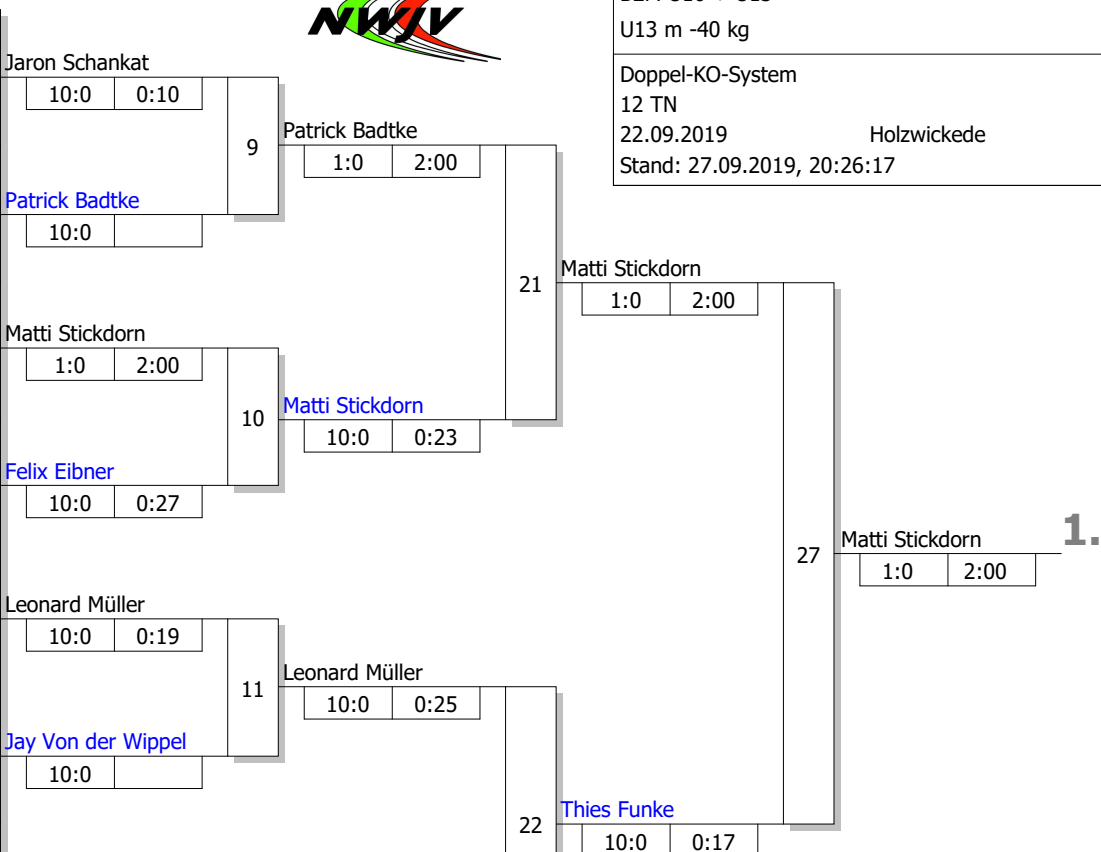 NWJV
U13 m -40 kg
Doppel-KO-System
12 TN
22.09.2019 Holzwickede
Stand: 27.09.2019, 20:26:17
Jaron Schankat
10:0 0:10
9
Patrick Badtke
1:0 2:00
Patrick Badtke
10:0
21
Matti Stickdorn
1:0 2:00
Matti Stickdorn
1:0 2:00
10
Matti Stickdorn
10:0 0:23
Felix Eibner
10:0 0:27
27
Matti Stickdorn
1:0 2:00
1.
Leonard Müller
10:0 0:19
11
Leonard Müller
10:0 0:25
Jay Von der Wippel
10:0
22
Thies Funke
10:0 0:17